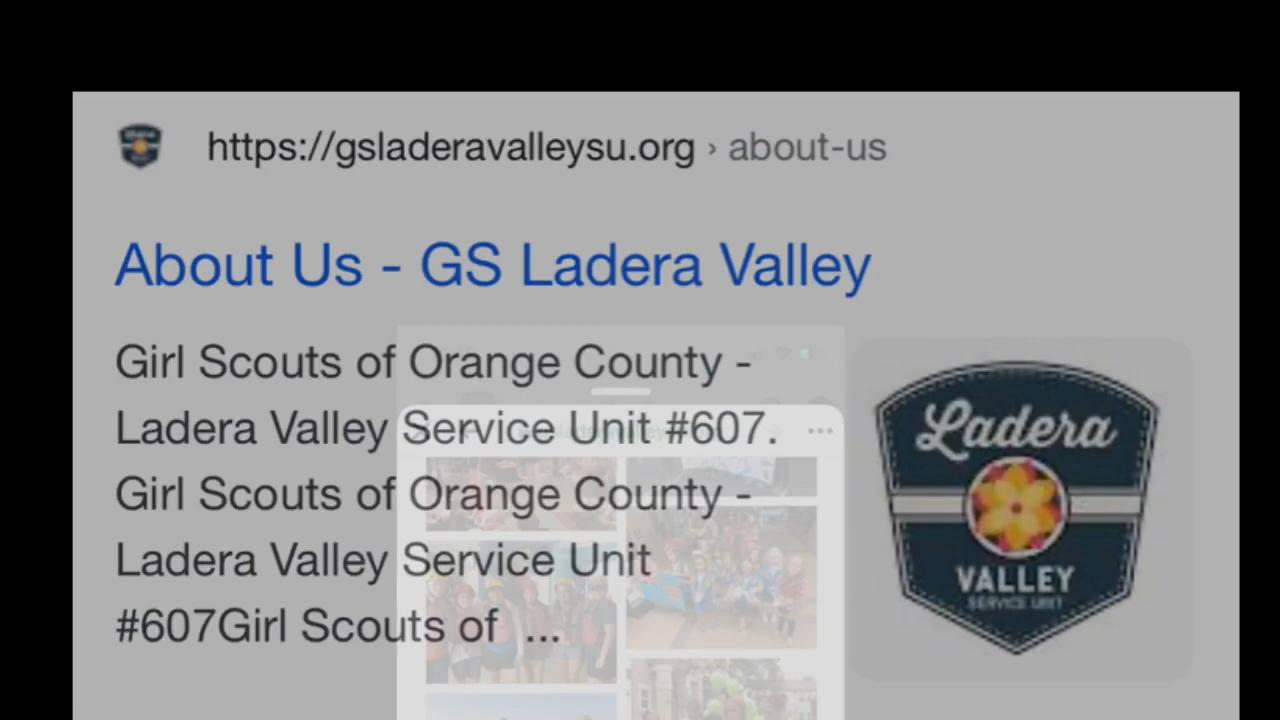 https://gsladeravalleysu.org › about-us
About Us - GS Ladera Valley
Girl Scouts of Orange County -
Ladera Valley Service Unit #607.
Girl Scouts of Orange County -
Ladera Valley Service Unit
#607Girl Scouts of ...
Ladera
VALLEY
SERVICE UNIT